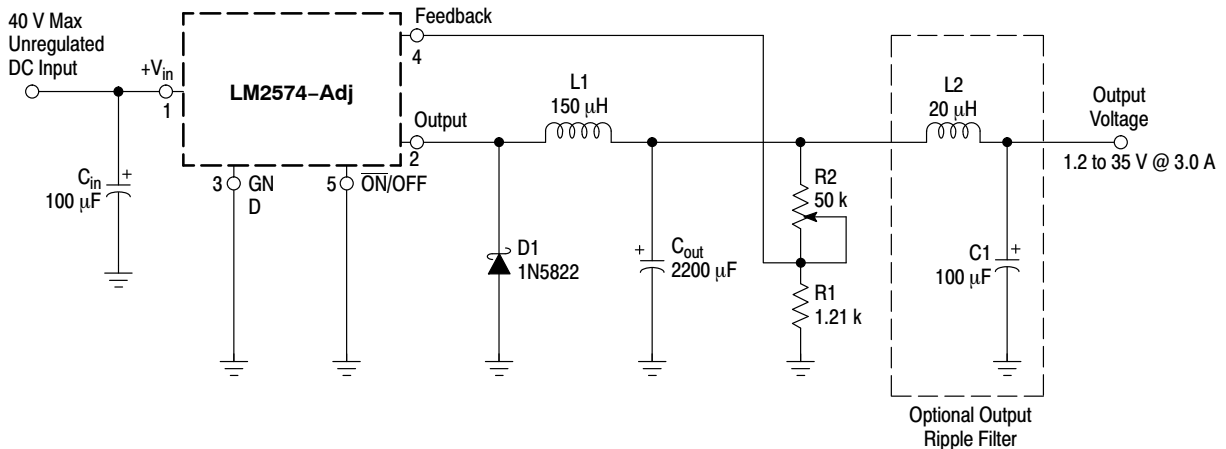 40 V Max
Unregulated
DC Input
+Vin
1
LM2574−Adj
Feedback
4
Output
2
3
GN
D
5
ON/OFF
Cin
100 μF
+
L1
150 μH
D1
1N5822
+
Cout
2200 μF
R2
50 k
R1
1.21 k
L2
20 μH
C1
100 μF
+
Output
Voltage
1.2 to 35 V @ 3.0 A
Optional Output
Ripple Filter